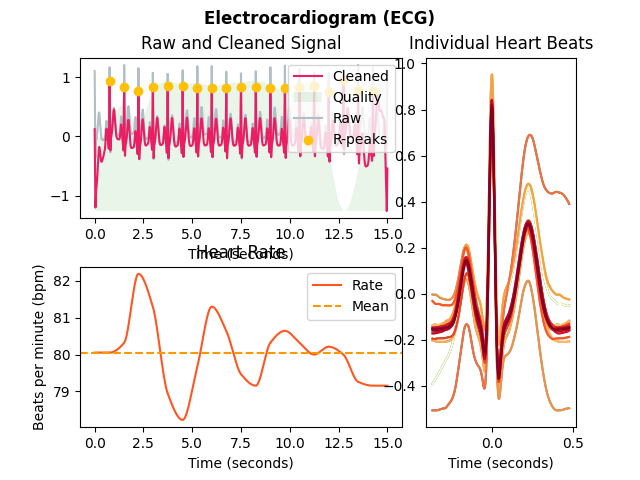 Electrocardiogram (ECG)
Raw and Cleaned Signal
1
0
−1
0.0 2.5 5.0 7.5 10.0 12.5 15.0
Time (seconds)
Cleaned
Quality
Raw
R-peaks
Heart Rate
82
81
80
79
Beats per minute (bpm)
0.0 2.5 5.0 7.5 10.0 12.5 15.0
Time (seconds)
Rate
Mean
Individual Heart Beats
1.0
0.8
0.6
0.4
0.2
0.0
−0.2
−0.4
0.0 0.5
Time (seconds)